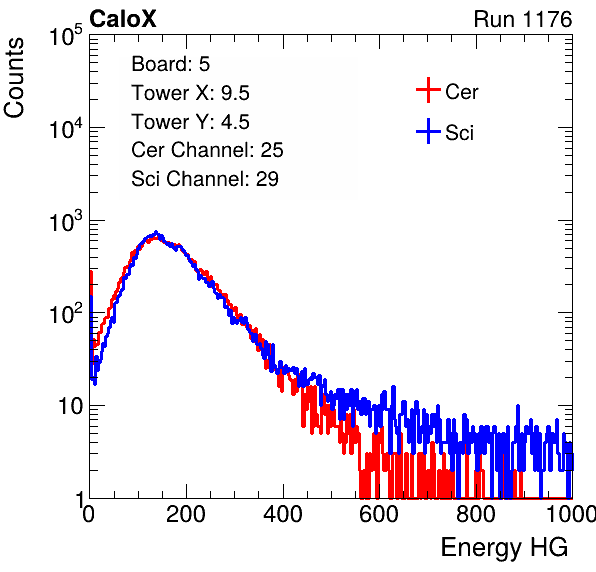 CaloX Run 1176
Counts
10^5
10^4
10^3
10^2
10
1
Board: 5
Tower X: 9.5
Tower Y: 4.5
Cer Channel: 25
Sci Channel: 29
Cer
Sci
0 200 400 600 800 1000
Energy HG